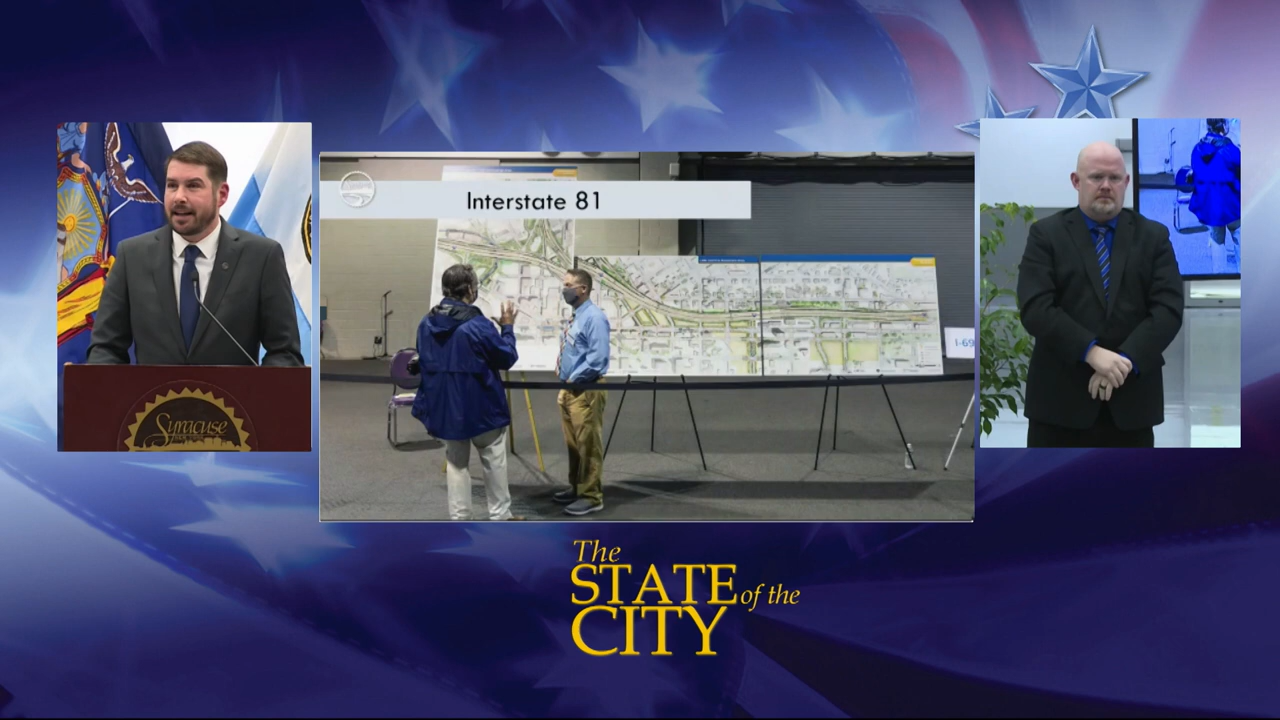 Interstate 81
Syracuse
I-69
The
STATE of the
CITY